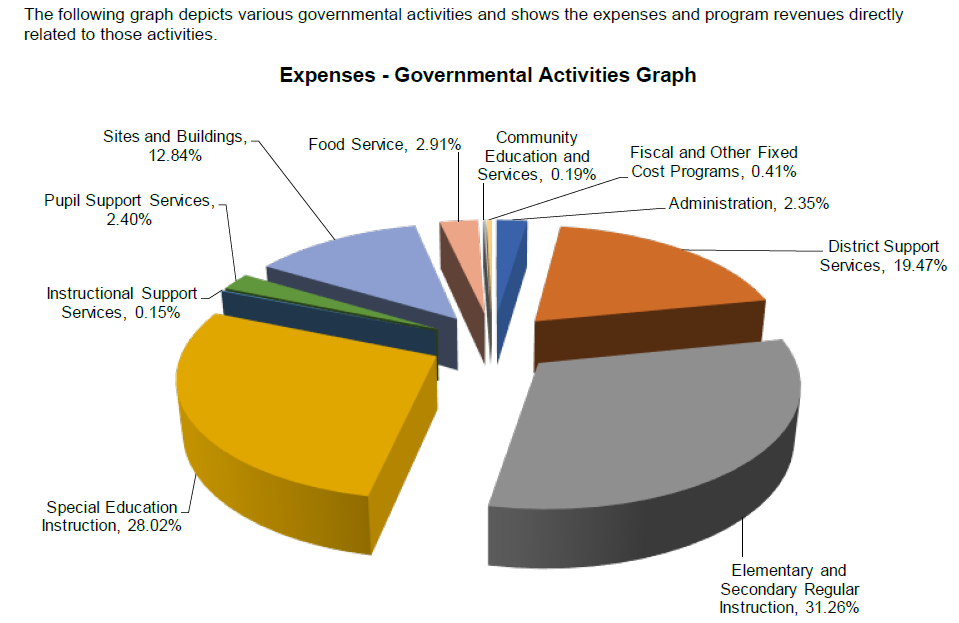 The following graph depicts various governmental activities and shows the expenses and program revenues directly
related to those activities.
Expenses - Governmental Activities Graph
Sites and Buildings,
12.84%
Food Service, 2.91%
Community
Education and
Services, 0.19%
Fiscal and Other Fixed
Cost Programs, 0.41%
Administration, 2.35%
Pupil Support Services,
2.40%
District Support
Services, 19.47%
Instructional Support
Services, 0.15%
Special Education
Instruction, 28.02%
Elementary and
Secondary Regular
Instruction, 31.26%